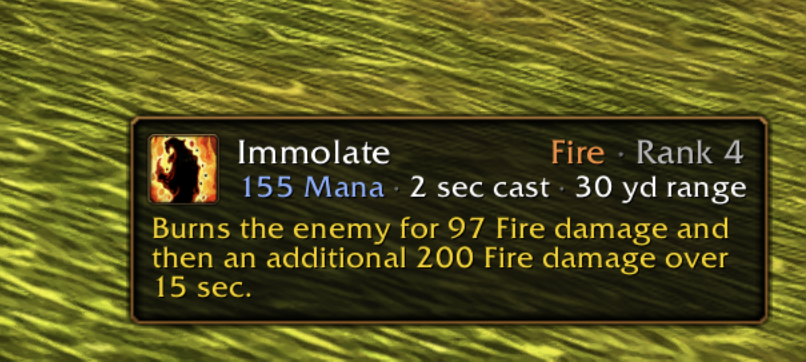 Immolate Fire · Rank 4
155 Mana · 2 sec cast · 30 yd range
Burns the enemy for 97 Fire damage and
then an additional 200 Fire damage over
15 sec.